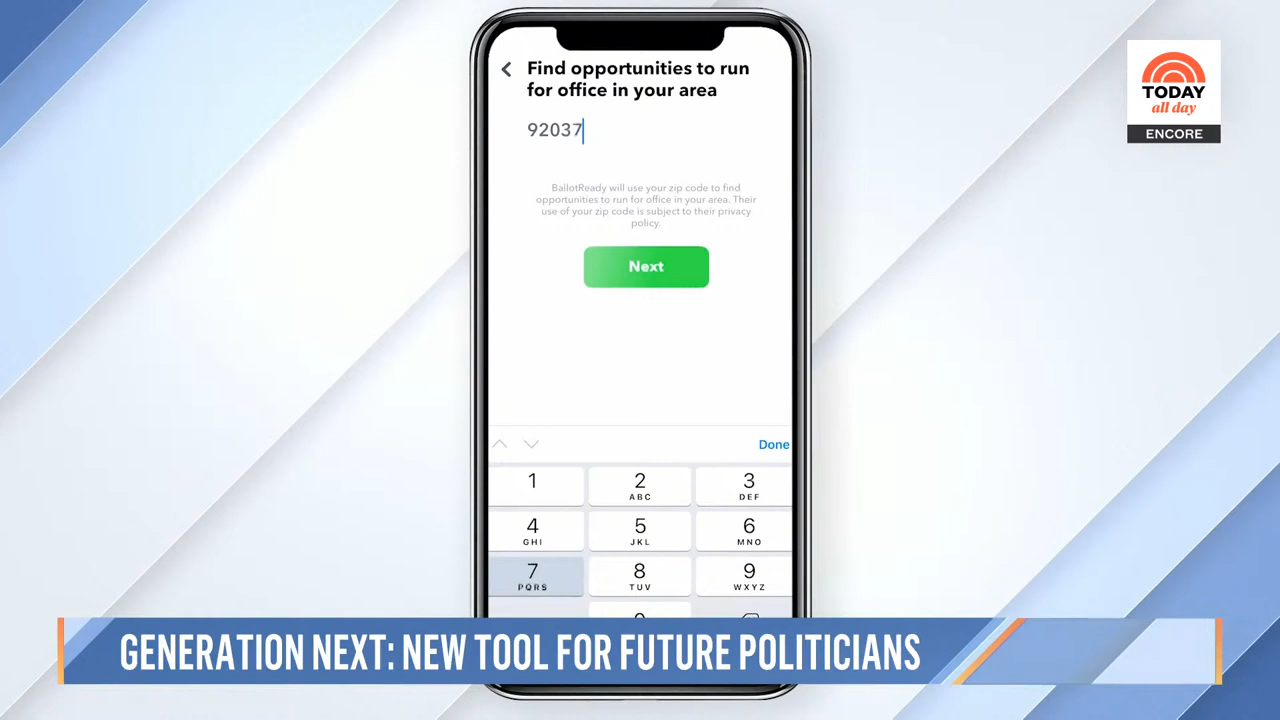 Find opportunities to run
for office in your area
92037
BallotReady will use your zip code to find
opportunities to run for office in your area. Their
use of your zip code is subject to their privacy
policy.
Next
Done
1
2
ABC
3
DEF
4
GHI
5
JKL
6
MNO
7
PQRS
8
TUV
9
WXYZ
TODAY
all day
ENCORE
GENERATION NEXT: NEW TOOL FOR FUTURE POLITICIANS